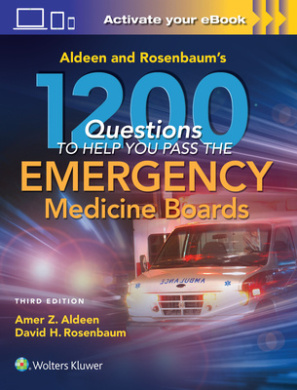 Activate your eBook
Aldeen and Rosenbaum's
1200
Questions
TO HELP YOU PASS THE
EMERGENCY
Medicine Boards
AMBULANCE
THIRD EDITION
Amer Z. Aldeen
David H. Rosenbaum
Wolters Kluwer